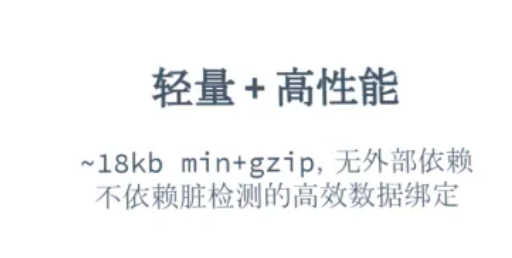 轻量 + 高性能
~18kb min+gzip, 无外部依赖
不依赖脏检测的高效数据绑定